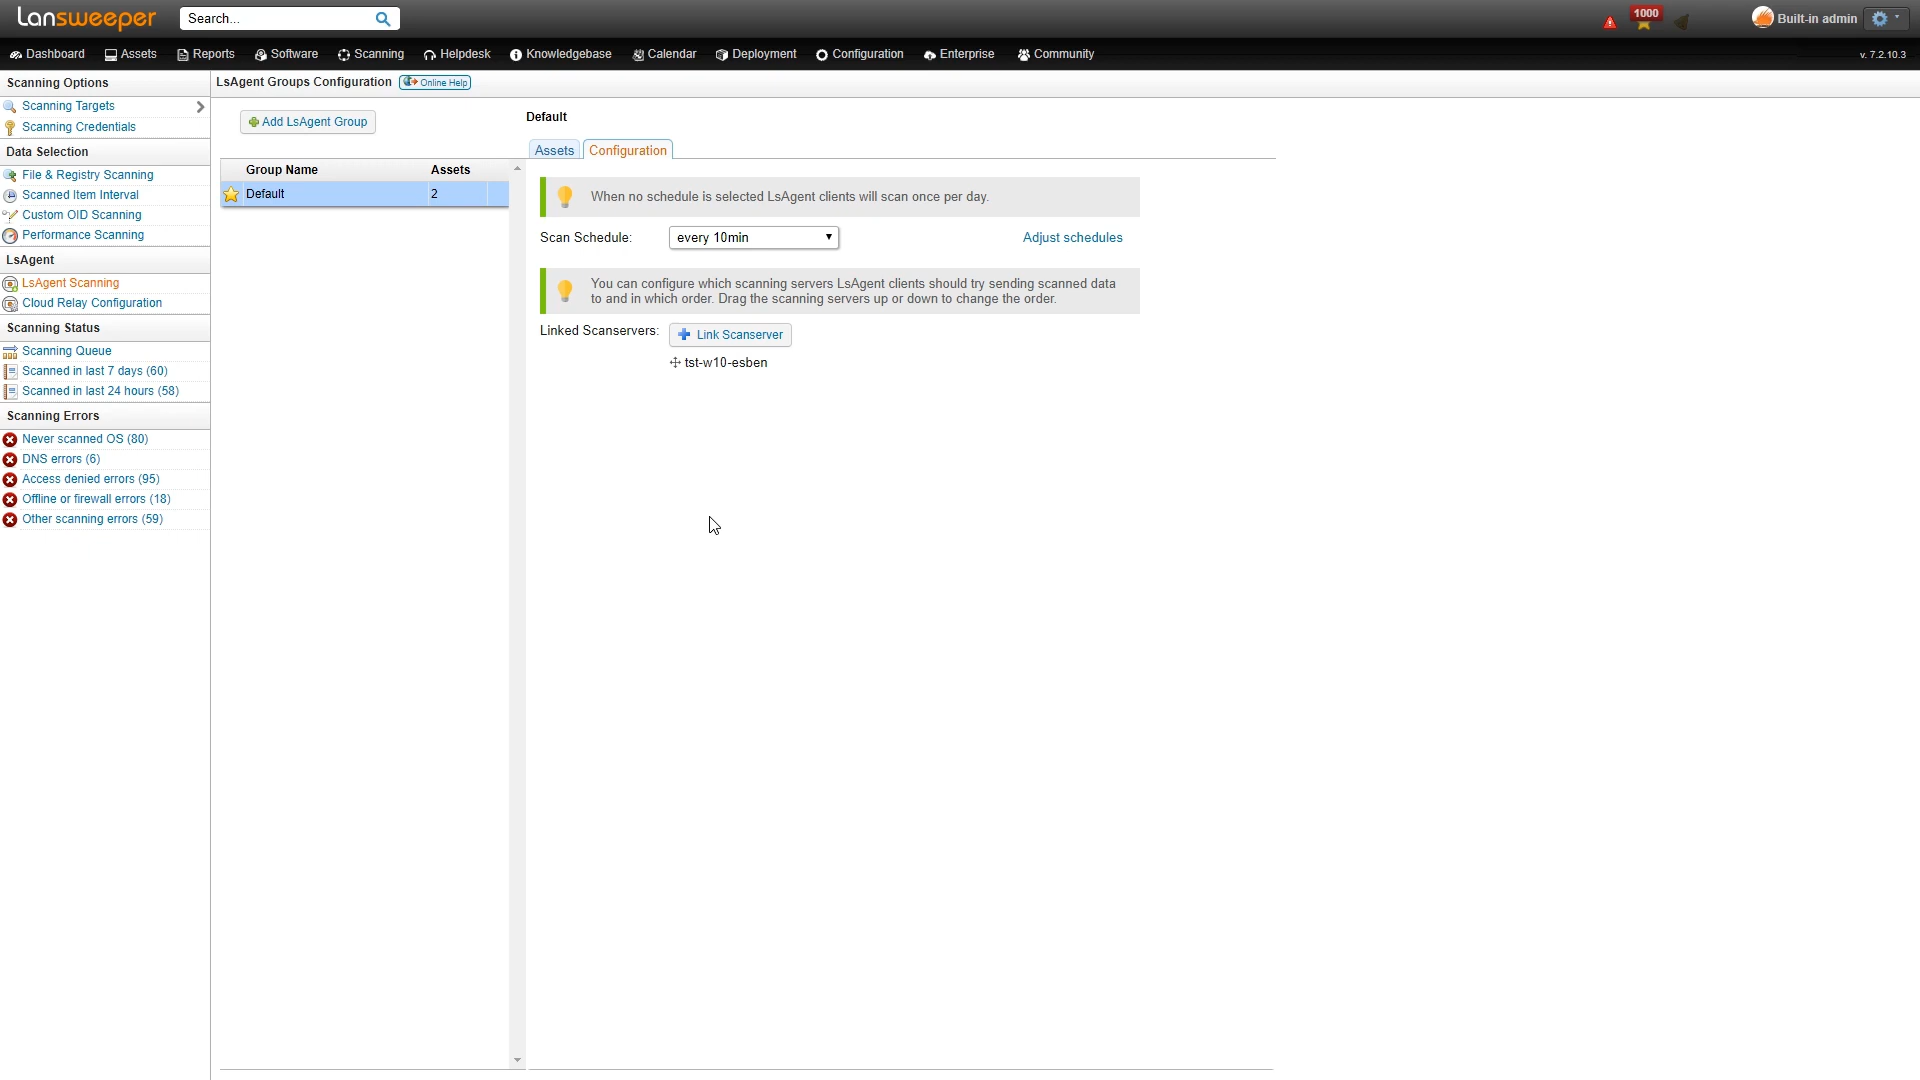 Lansweeper
Search...
1000
Built-in admin
Dashboard Assets Reports Software Scanning Helpdesk Knowledgebase Calendar Deployment Configuration Enterprise Community
v. 7.2.10.3
Scanning Options
Scanning Targets
Scanning Credentials
Data Selection
File & Registry Scanning
Scanned Item Interval
Custom OID Scanning
Performance Scanning
LsAgent
LsAgent Scanning
Cloud Relay Configuration
Scanning Status
Scanning Queue
Scanned in last 7 days (60)
Scanned in last 24 hours (58)
Scanning Errors
Never scanned OS (80)
DNS errors (6)
Access denied errors (95)
Offline or firewall errors (18)
Other scanning errors (59)
LsAgent Groups Configuration Online Help
Add LsAgent Group
Group Name Assets
Default 2
Default
Assets Configuration
When no schedule is selected LsAgent clients will scan once per day.
Scan Schedule: every 10min Adjust schedules
You can configure which scanning servers LsAgent clients should try sending scanned data
to and in which order. Drag the scanning servers up or down to change the order.
Linked Scanservers: Link Scanserver
tst-w10-esben